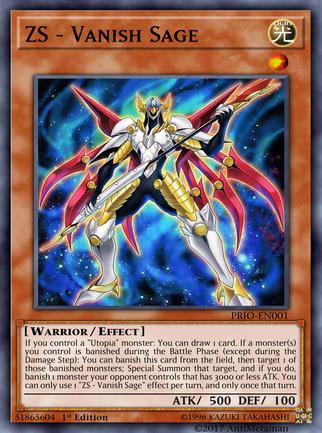 ZS - Vanish Sage
LIGHT
光
PRIO-EN001
[Warrior / Effect]
If you control a "Utopia" monster: You can draw 1 card. If a monster(s)
you control is banished during the Battle Phase (except during the
Damage Step): You can banish this card from the field, then target 1 of
those banished monsters; Special Summon that target, and if you do,
banish 1 monster your opponent controls that has 3000 or less ATK. You
can only use 1 "ZS - Vanish Sage" effect per turn, and only once that turn.
ATK/ 500 DEF/ 100
51865604 1st Edition ©1996 KAZUKI TAKAHASHI
©2017 AntiMetaman